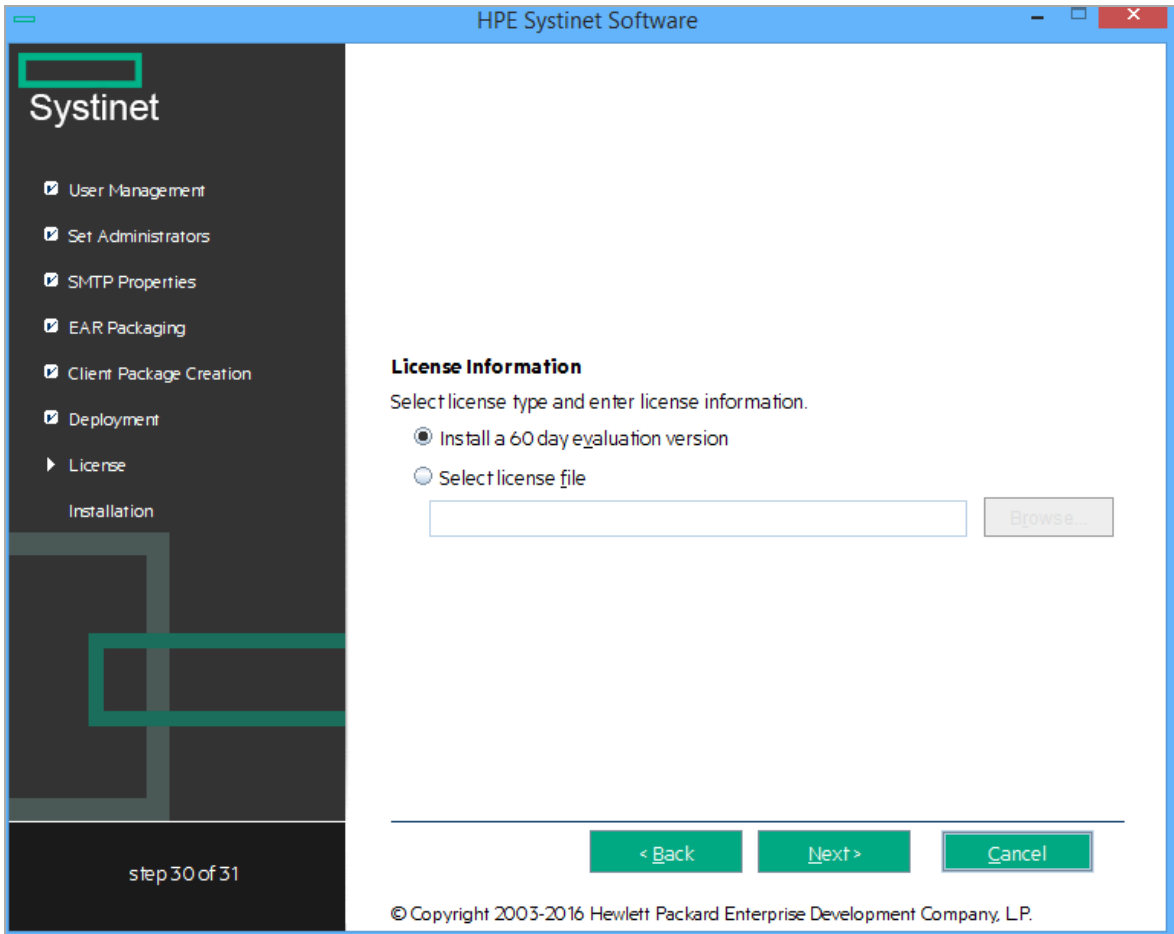 HPE Systinet Software
Systinet
User Management
Set Administrators
SMTP Properties
EAR Packaging
Client Package Creation
Deployment
License
Installation
step 30 of 31
License Information
Select license type and enter license information.
Install a 60 day evaluation version
Select license file
Browse...
< Back
Next >
Cancel
© Copyright 2003-2016 Hewlett Packard Enterprise Development Company, L.P.